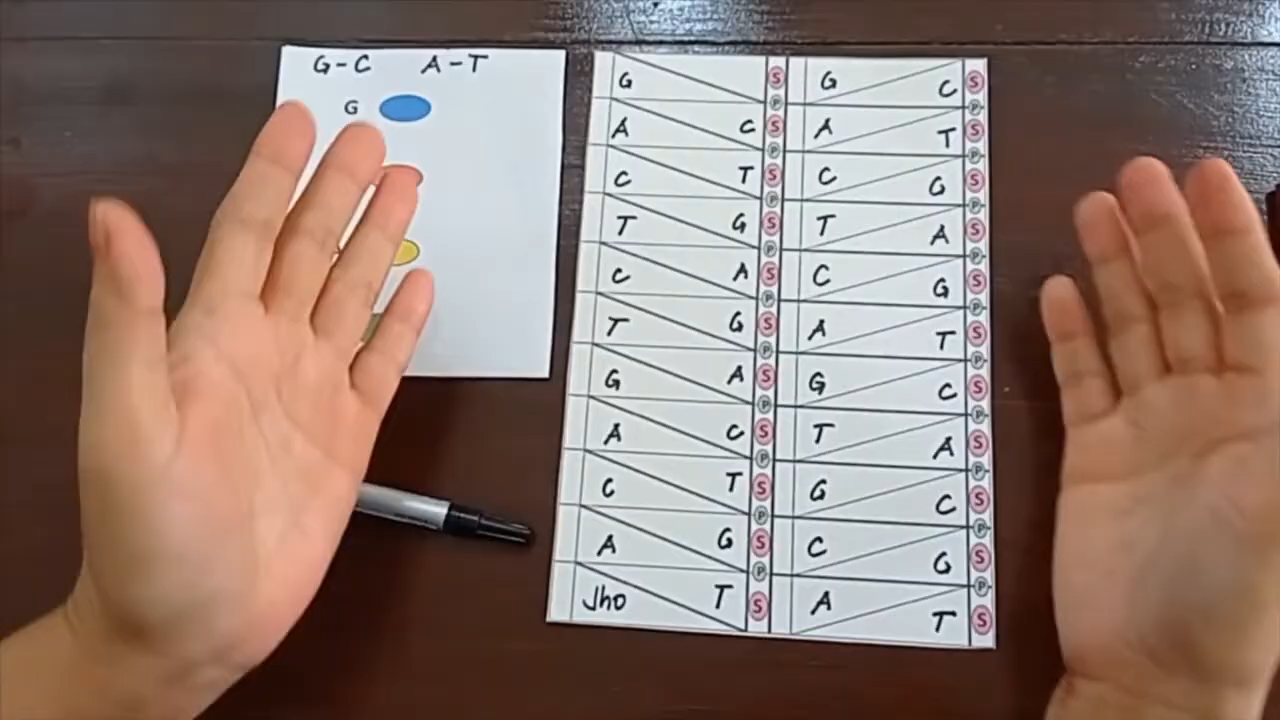 G-C A-T
G
G S G C S
P P
A C S A T S
P P
C T S C G S
P P
T G S T A S
P P
C A S C G S
P P
T G S A T S
P P
G A S G C S
P P
A C S T A S
P P
C T S G C S
P P
A G S C G S
P P
Jho T S A T S